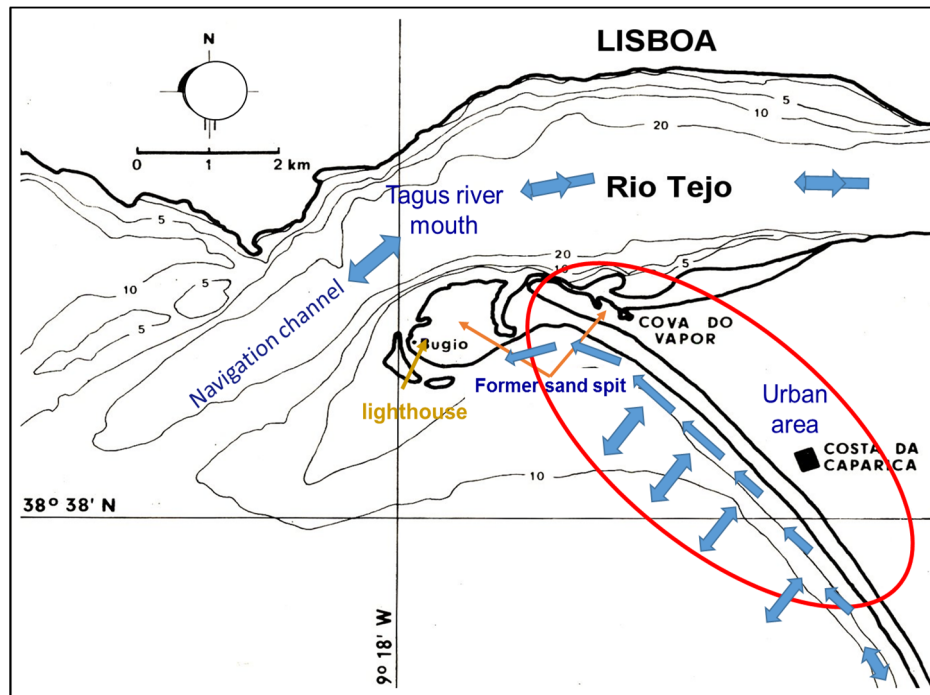 N
LISBOA
5
10
20
0 1 2 km
Rio Tejo
Tagus river
mouth
5
20
10
5
10
5
5
Navigation channel
COVA DO
VAPOR
Bugio
Former sand spit
lighthouse
Urban
area
COSTA DA
CAPARICA
10
38º 38' N
9º 18' W